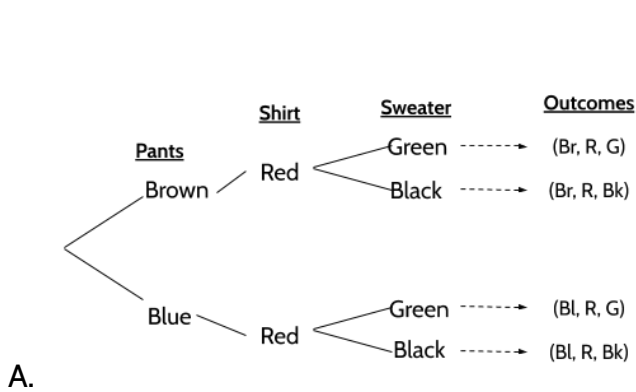 Outcomes
Sweater
Shirt
Pants
Green (Br, R, G)
Red
Brown Black (Br, R, Bk)
Green (Bl, R, G)
Blue
Red
Black (Bl, R, Bk)
A.